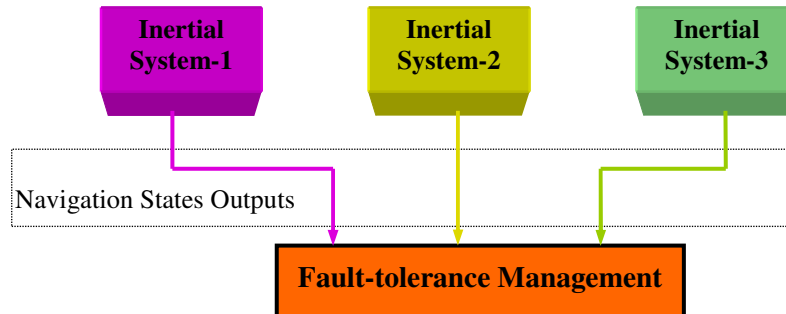 Inertial
System-1
Inertial
System-2
Inertial
System-3
Navigation States Outputs
Fault-tolerance Management